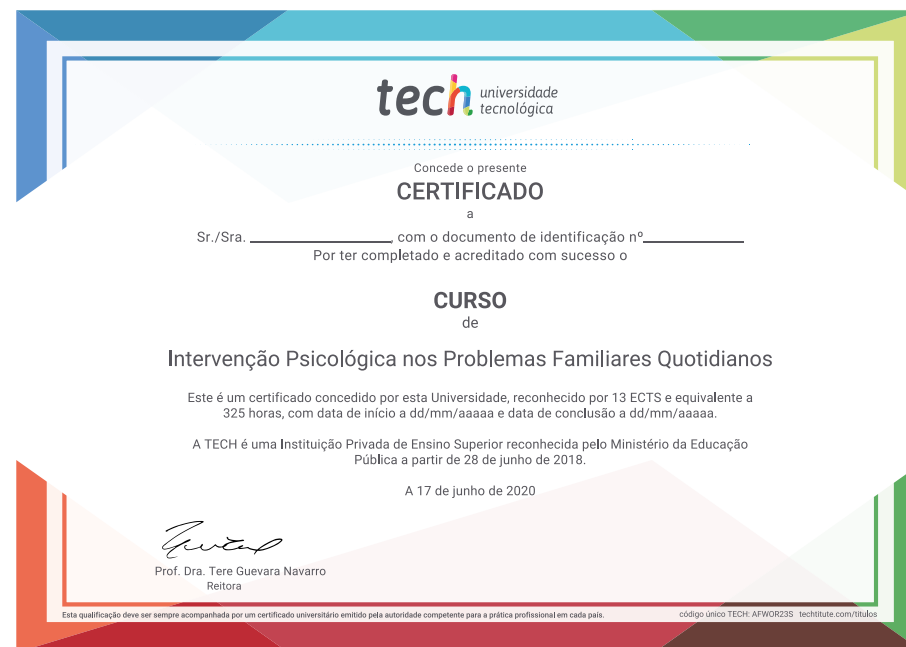 tech universidade
tecnológica
Concede o presente
CERTIFICADO
a
Sr./Sra. ____________________, com o documento de identificação nº______________
Por ter completado e acreditado com sucesso o
CURSO
de
Intervenção Psicológica nos Problemas Familiares Quotidianos
Este é um certificado concedido por esta Universidade, reconhecido por 13 ECTS e equivalente a
325 horas, com data de início a dd/mm/aaaaa e data de conclusão a dd/mm/aaaaa.
A TECH é uma Instituição Privada de Ensino Superior reconhecida pelo Ministério da Educação
Pública a partir de 28 de junho de 2018.
A 17 de junho de 2020
Prof. Dra. Tere Guevara Navarro
Reitora
Esta qualificação deve ser sempre acompanhada por um certificado universitário emitido pela autoridade competente para a prática profissional em cada país.
código único TECH: AFWOR23S techtitute.com/titulos